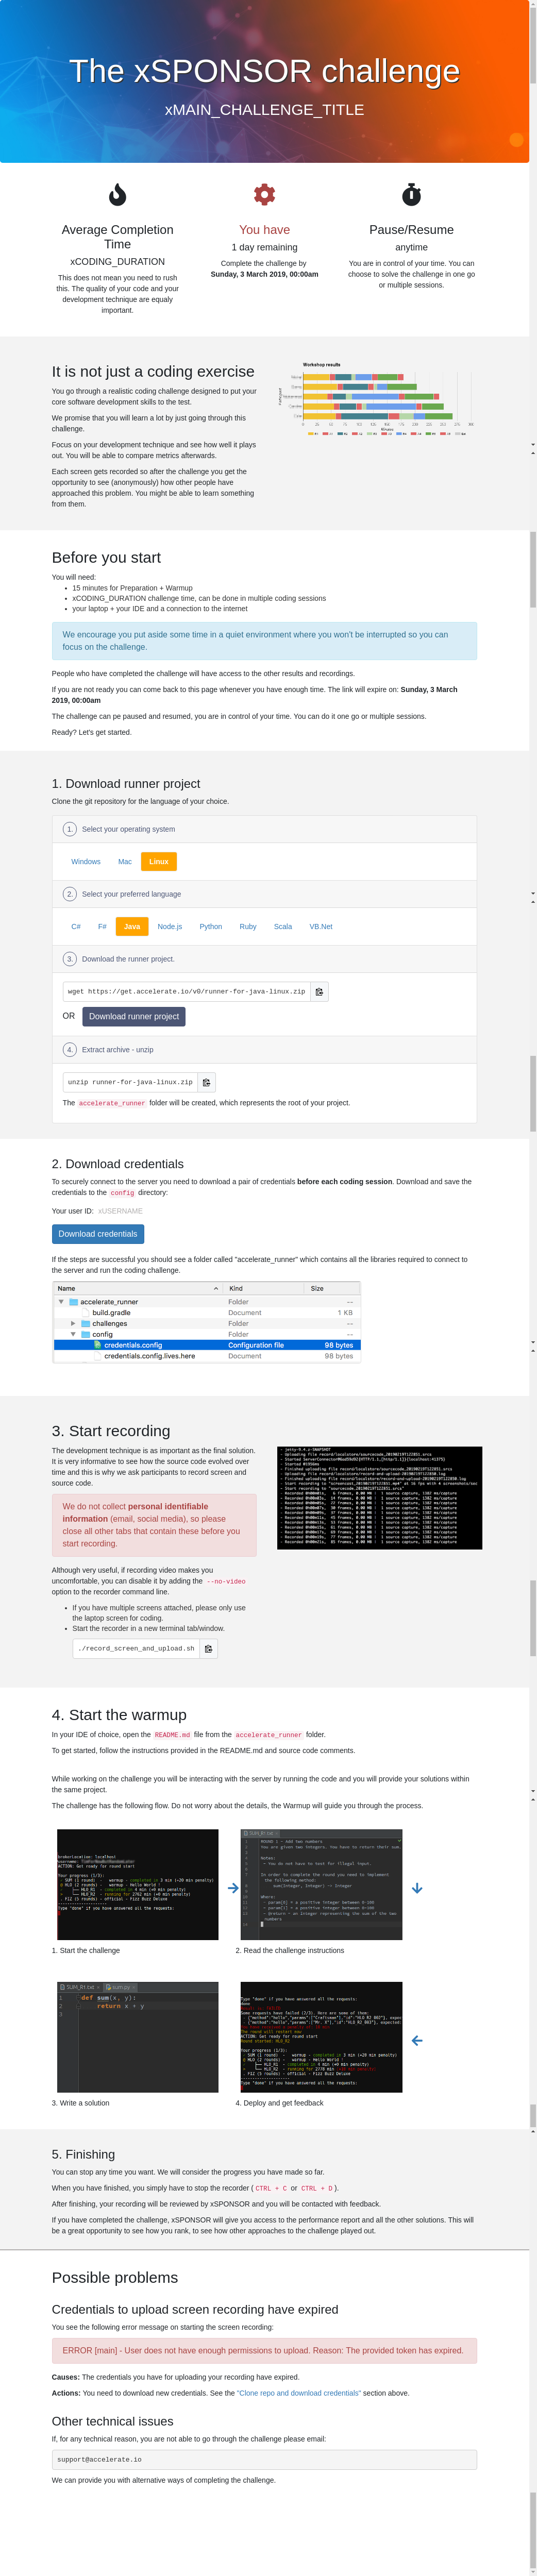 The xSPONSOR challenge
xMAIN_CHALLENGE_TITLE
Average Completion
Time
xCODING_DURATION
This does not mean you need to rush
this. The quality of your code and your
development technique are equaly
important.
You have
1 day remaining
Complete the challenge by
Sunday, 3 March 2019, 00:00am
Pause/Resume
anytime
You are in control of your time. You can
choose to solve the challenge in one go
or multiple sessions.
It is not just a coding exercise
You go through a realistic coding challenge designed to put your
core software development skills to the test.
We promise that you will learn a lot by just going through this
challenge.
Focus on your development technique and see how well it plays
out. You will be able to compare metrics afterwards.
Each screen gets recorded so after the challenge you get the
opportunity to see (anonymously) how other people have
approached this problem. You might be able to learn something
from them.
Workshop results
Minutes
Before you start
You will need:
15 minutes for Preparation + Warmup
xCODING_DURATION challenge time, can be done in multiple coding sessions
your laptop + your IDE and a connection to the internet
We encourage you put aside some time in a quiet environment where you won't be interrupted so you can
focus on the challenge.
People who have completed the challenge will have access to the other results and recordings.
If you are not ready you can come back to this page whenever you have enough time. The link will expire on: Sunday, 3 March
2019, 00:00am
The challenge can pe paused and resumed, you are in control of your time. You can do it one go or multiple sessions.
Ready? Let's get started.
1. Download runner project
Clone the git repository for the language of your choice.
1. Select your operating system
Windows Mac Linux
2. Select your preferred language
C# F# Java Node.js Python Ruby Scala VB.Net
3. Download the runner project.
wget https://get.accelerate.io/v0/runner-for-java-linux.zip
OR Download runner project
4. Extract archive - unzip
unzip runner-for-java-linux.zip
The accelerate_runner folder will be created, which represents the root of your project.
2. Download credentials
To securely connect to the server you need to download a pair of credentials before each coding session. Download and save the
credentials to the config directory:
Your user ID: xUSERNAME
Download credentials
If the steps are successful you should see a folder called "accelerate_runner" which contains all the libraries required to connect to
the server and run the coding challenge.
Name Kind Size
accelerate_runner Folder --
build.gradle Document 1 KB
challenges Folder --
config Folder --
credentials.config Configuration file 98 bytes
credentials.config.lives.here Document 98 bytes
3. Start recording
The development technique is as important as the final solution.
It is very informative to see how the source code evolved over
time and this is why we ask participants to record screen and
source code.
We do not collect personal identifiable
information (email, social media), so please
close all other tabs that contain these before you
start recording.
Although very useful, if recording video makes you
uncomfortable, you can disable it by adding the --no-video
option to the recorder command line.
If you have multiple screens attached, please only use
the laptop screen for coding.
Start the recorder in a new terminal tab/window.
./record_screen_and_upload.sh
4. Start the warmup
In your IDE of choice, open the README.md file from the accelerate_runner folder.
To get started, follow the instructions provided in the README.md and source code comments.
While working on the challenge you will be interacting with the server by running the code and you will provide your solutions within
the same project.
The challenge has the following flow. Do not worry about the details, the Warmup will guide you through the process.
1. Start the challenge
2. Read the challenge instructions
def sum(x, y):
return x + y
3. Write a solution
4. Deploy and get feedback
5. Finishing
You can stop any time you want. We will consider the progress you have made so far.
When you have finished, you simply have to stop the recorder ( CTRL + C or CTRL + D ).
After finishing, your recording will be reviewed by xSPONSOR and you will be contacted with feedback.
If you have completed the challenge, xSPONSOR will give you access to the performance report and all the other solutions. This will
be a great opportunity to see how you rank, to see how other approaches to the challenge played out.
Possible problems
Credentials to upload screen recording have expired
You see the following error message on starting the screen recording:
ERROR [main] - User does not have enough permissions to upload. Reason: The provided token has expired.
Causes: The credentials you have for uploading your recording have expired.
Actions: You need to download new credentials. See the "Clone repo and download credentials" section above.
Other technical issues
If, for any technical reason, you are not able to go through the challenge please email:
support@accelerate.io
We can provide you with alternative ways of completing the challenge.